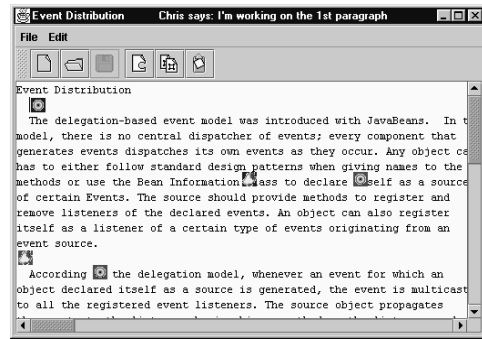 Event Distribution Chris says: I'm working on the 1st paragraph
File Edit
Event Distribution
The delegation-based event model was introduced with JavaBeans. In t
model, there is no central dispatcher of events; every component that
generates events dispatches its own events as they occur. Any object ca
has to either follow standard design patterns when giving names to the
methods or use the Bean Information ass to declare self as a source
of certain Events. The source should provide methods to register and
remove listeners of the declared events. An object can also register
itself as a listener of a certain type of events originating from an
event source.
According the delegation model, whenever an event for which an
object declared itself as a source is generated, the event is multicast
to all the registered event listeners. The source object propagates